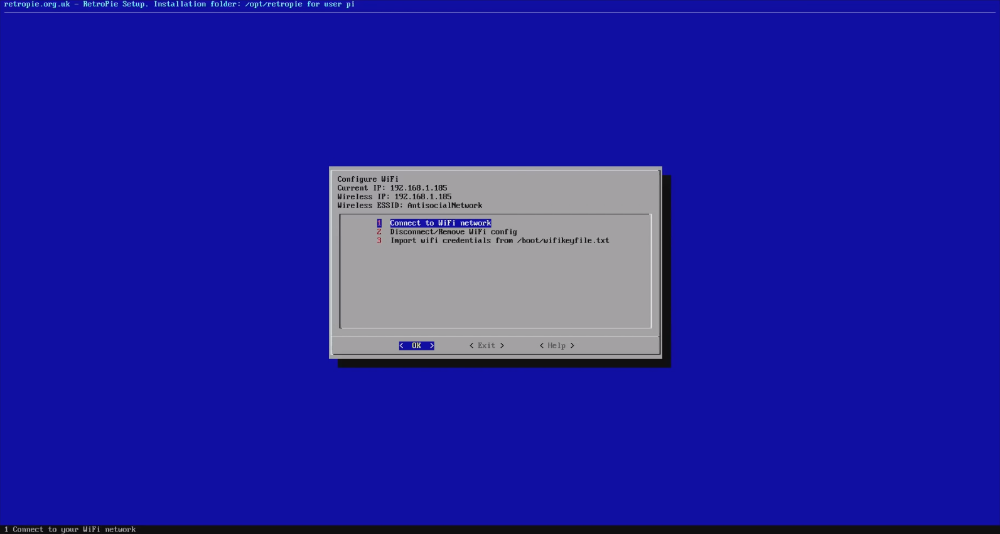 retropie.org.uk - RetroPie Setup. Installation folder: /opt/retropie for user pi
Configure WiFi
Current IP: 192.168.1.185
Wireless IP: 192.168.1.185
Wireless ESSID: AntisocialNetwork
1 Connect to WiFi network
2 Disconnect/Remove WiFi config
3 Import wifi credentials from /boot/wifikeyfile.txt
< OK > < Exit > < Help >
1 Connect to your WiFi network